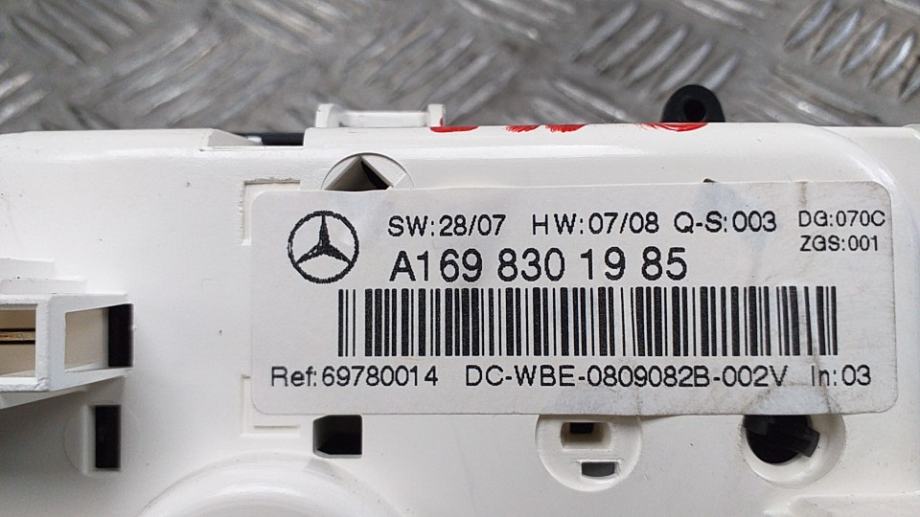 SW:28/07 HW:07/08 Q-S:003 DG:070C
ZGS:001
A169 830 19 85
Ref:69780014 DC-WBE-0809082B-002V In:03